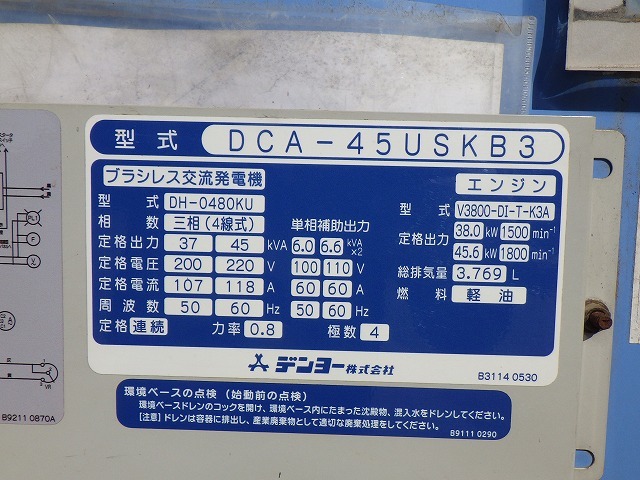 型式 DCA-45USKB3
ブラシレス交流発電機
型式 DH-0480KU
相数 三相(4線式) 単相補助出力
定格出力 37 45 kVA 6.0 6.6 kVA×2
定格電圧 200 220 V 100 110 V
定格電流 107 118 A 60 60 A
周波数 50 60 Hz 50 60 Hz
定格 連続 力率 0.8 極数 4
エンジン
型式 V3800-DI-T-K3A
定格出力 38.0 kW 1500 min⁻¹
45.6 kW 1800 min⁻¹
総排気量 3.769 L
燃料 軽油
デンヨー株式会社
B3114 0530
環境ベースの点検(始動前の点検)
環境ベースドレンのコックを開け、環境ベース内にたまった沈殿物、混入水をドレンしてください。
[注意]ドレンは容器に排出し、産業廃棄物として適切な廃棄処理をしてください。
B9111 0290
PL1
F
V
VR
B9211 0870A